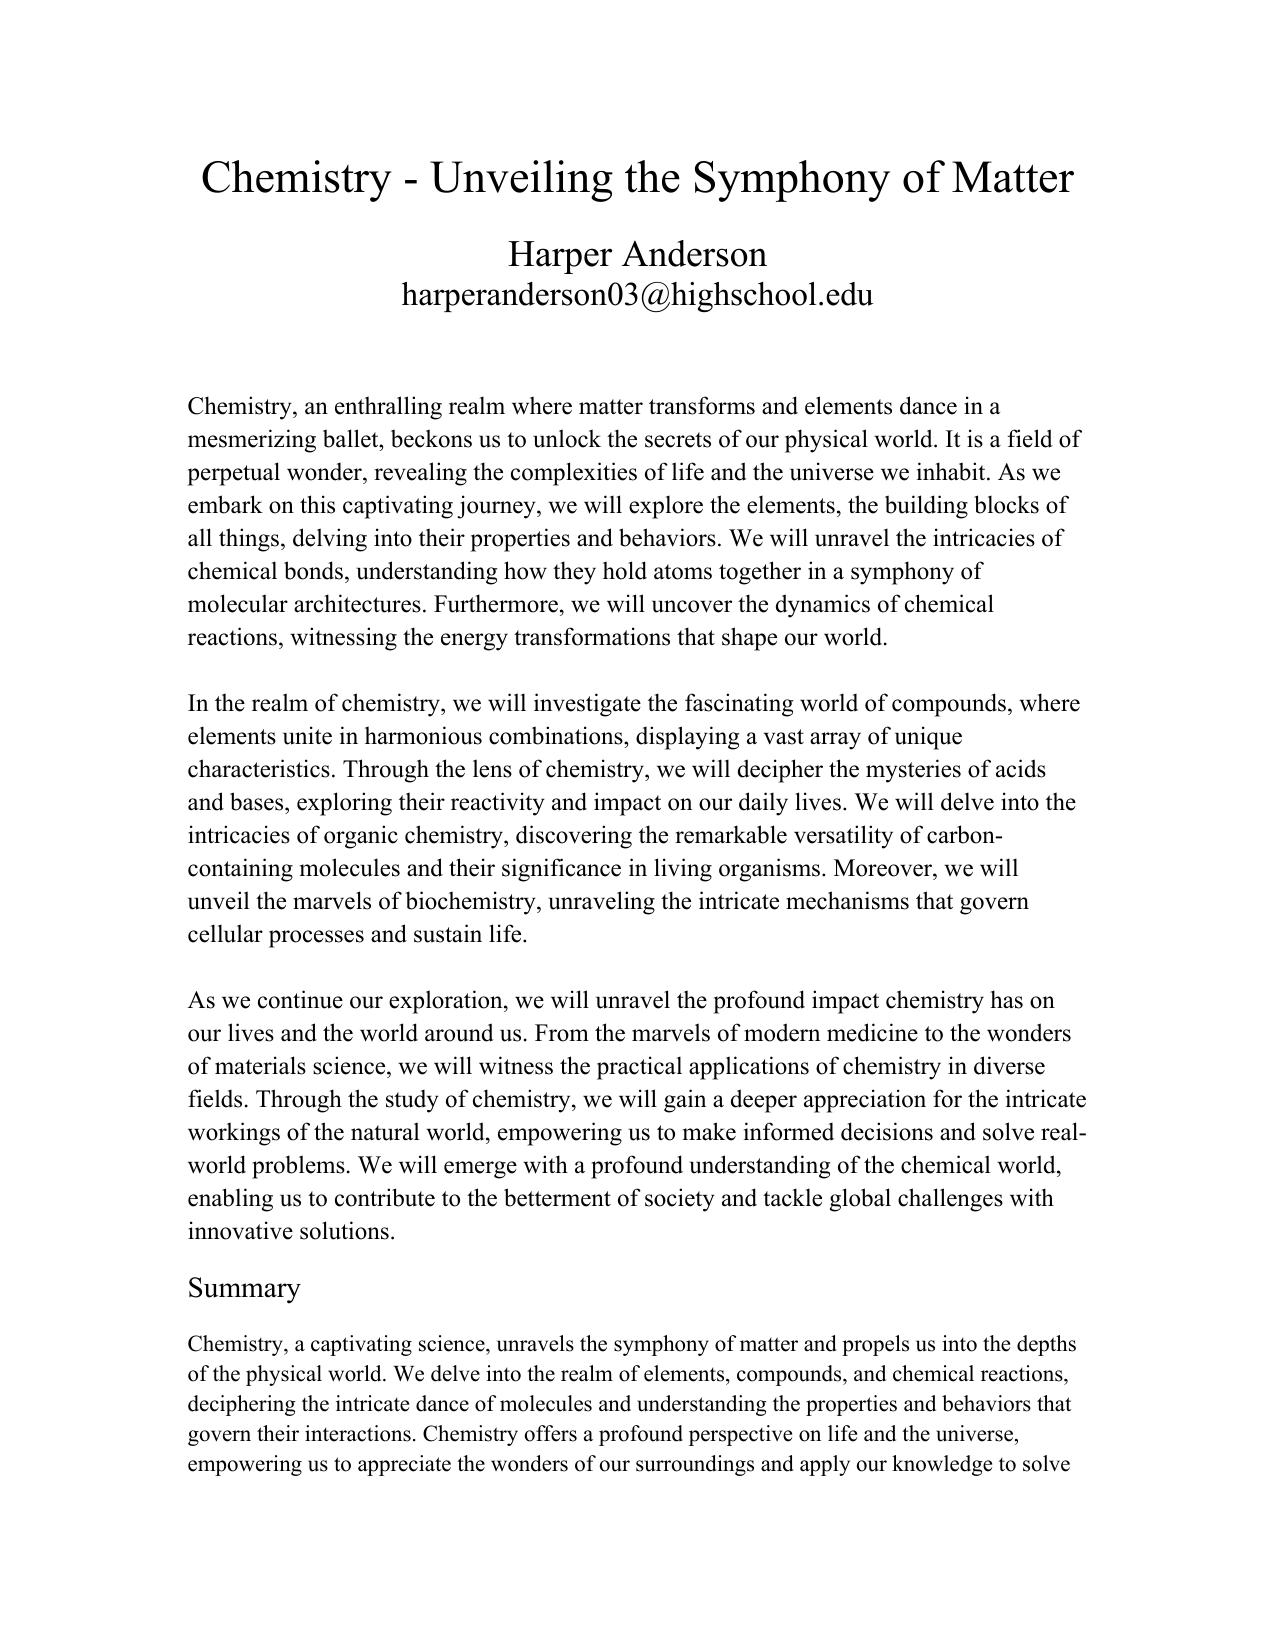 Chemistry - Unveiling the Symphony of Matter
Harper Anderson
harperanderson03@highschool.edu
Chemistry, an enthralling realm where matter transforms and elements dance in a
mesmerizing ballet, beckons us to unlock the secrets of our physical world. It is a field of
perpetual wonder, revealing the complexities of life and the universe we inhabit. As we
embark on this captivating journey, we will explore the elements, the building blocks of
all things, delving into their properties and behaviors. We will unravel the intricacies of
chemical bonds, understanding how they hold atoms together in a symphony of
molecular architectures. Furthermore, we will uncover the dynamics of chemical
reactions, witnessing the energy transformations that shape our world.
In the realm of chemistry, we will investigate the fascinating world of compounds, where
elements unite in harmonious combinations, displaying a vast array of unique
characteristics. Through the lens of chemistry, we will decipher the mysteries of acids
and bases, exploring their reactivity and impact on our daily lives. We will delve into the
intricacies of organic chemistry, discovering the remarkable versatility of carbon-
containing molecules and their significance in living organisms. Moreover, we will
unveil the marvels of biochemistry, unraveling the intricate mechanisms that govern
cellular processes and sustain life.
As we continue our exploration, we will unravel the profound impact chemistry has on
our lives and the world around us. From the marvels of modern medicine to the wonders
of materials science, we will witness the practical applications of chemistry in diverse
fields. Through the study of chemistry, we will gain a deeper appreciation for the intricate
workings of the natural world, empowering us to make informed decisions and solve real-
world problems. We will emerge with a profound understanding of the chemical world,
enabling us to contribute to the betterment of society and tackle global challenges with
innovative solutions.
Summary
Chemistry, a captivating science, unravels the symphony of matter and propels us into the depths
of the physical world. We delve into the realm of elements, compounds, and chemical reactions,
deciphering the intricate dance of molecules and understanding the properties and behaviors that
govern their interactions. Chemistry offers a profound perspective on life and the universe,
empowering us to appreciate the wonders of our surroundings and apply our knowledge to solve